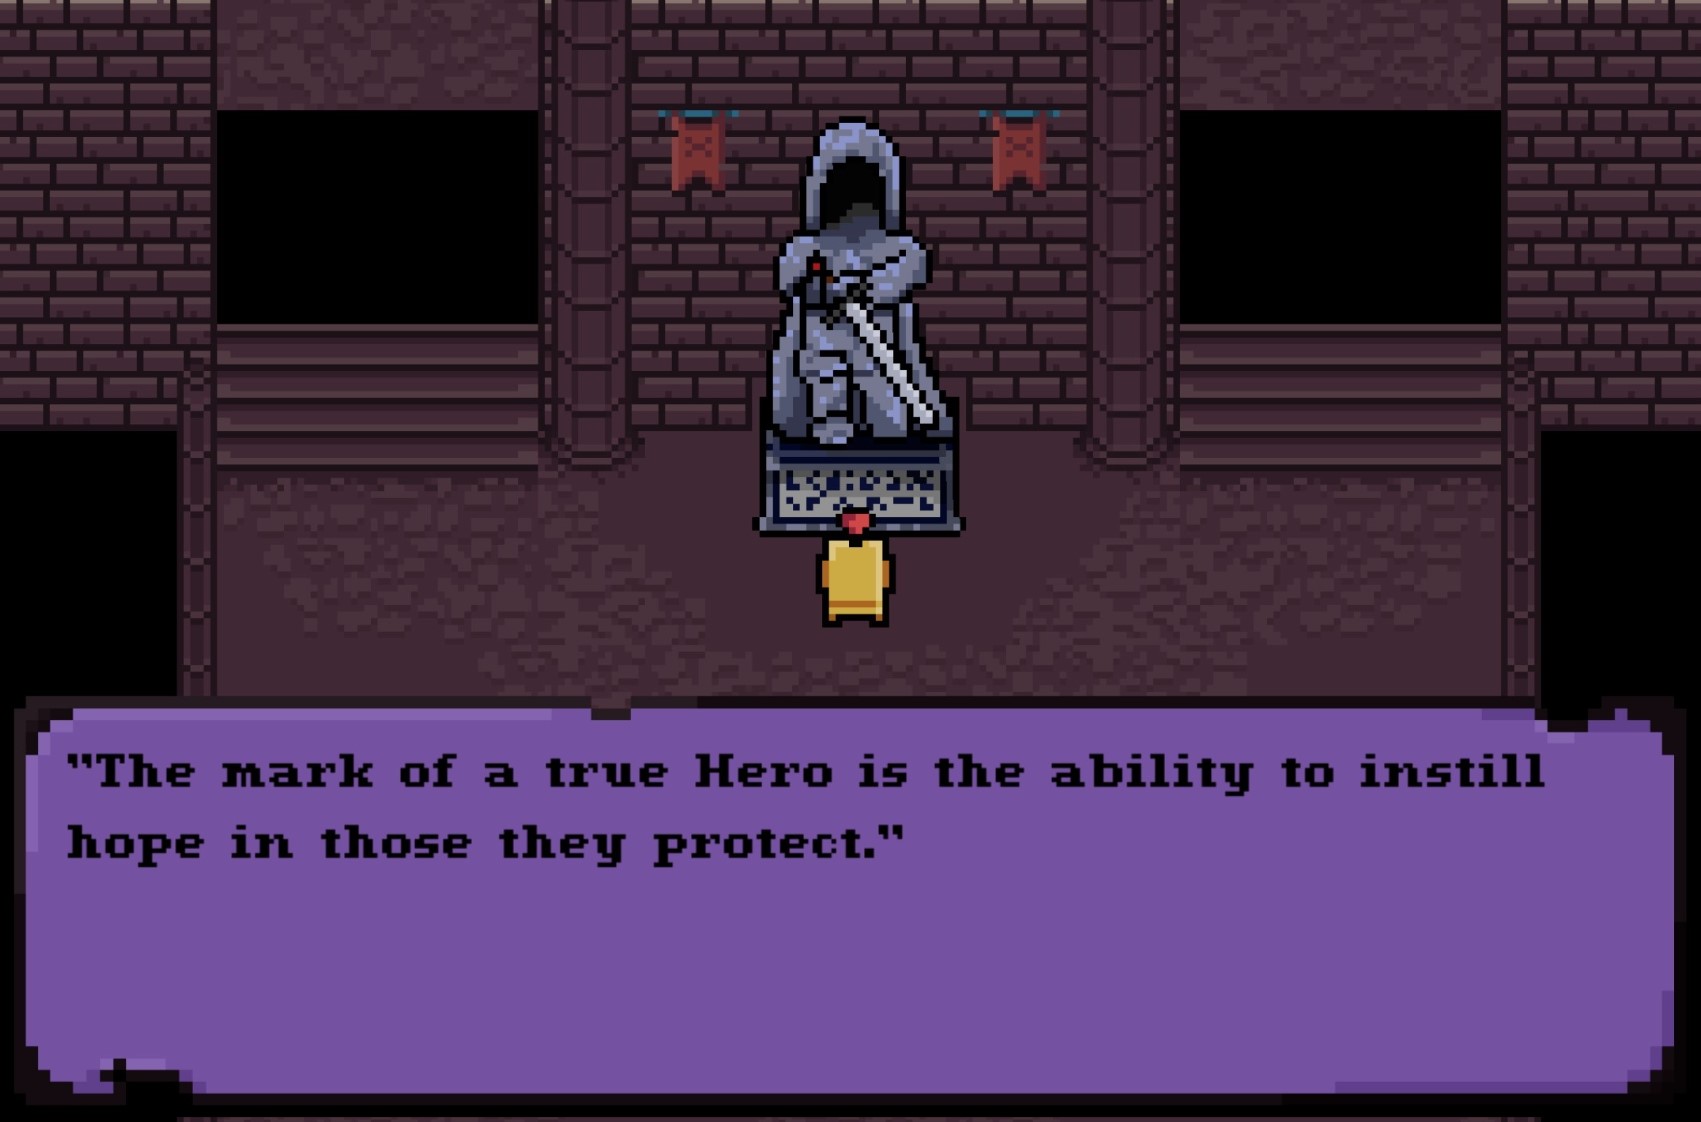 "The mark of a true Hero is the ability to instill
hope in those they protect."